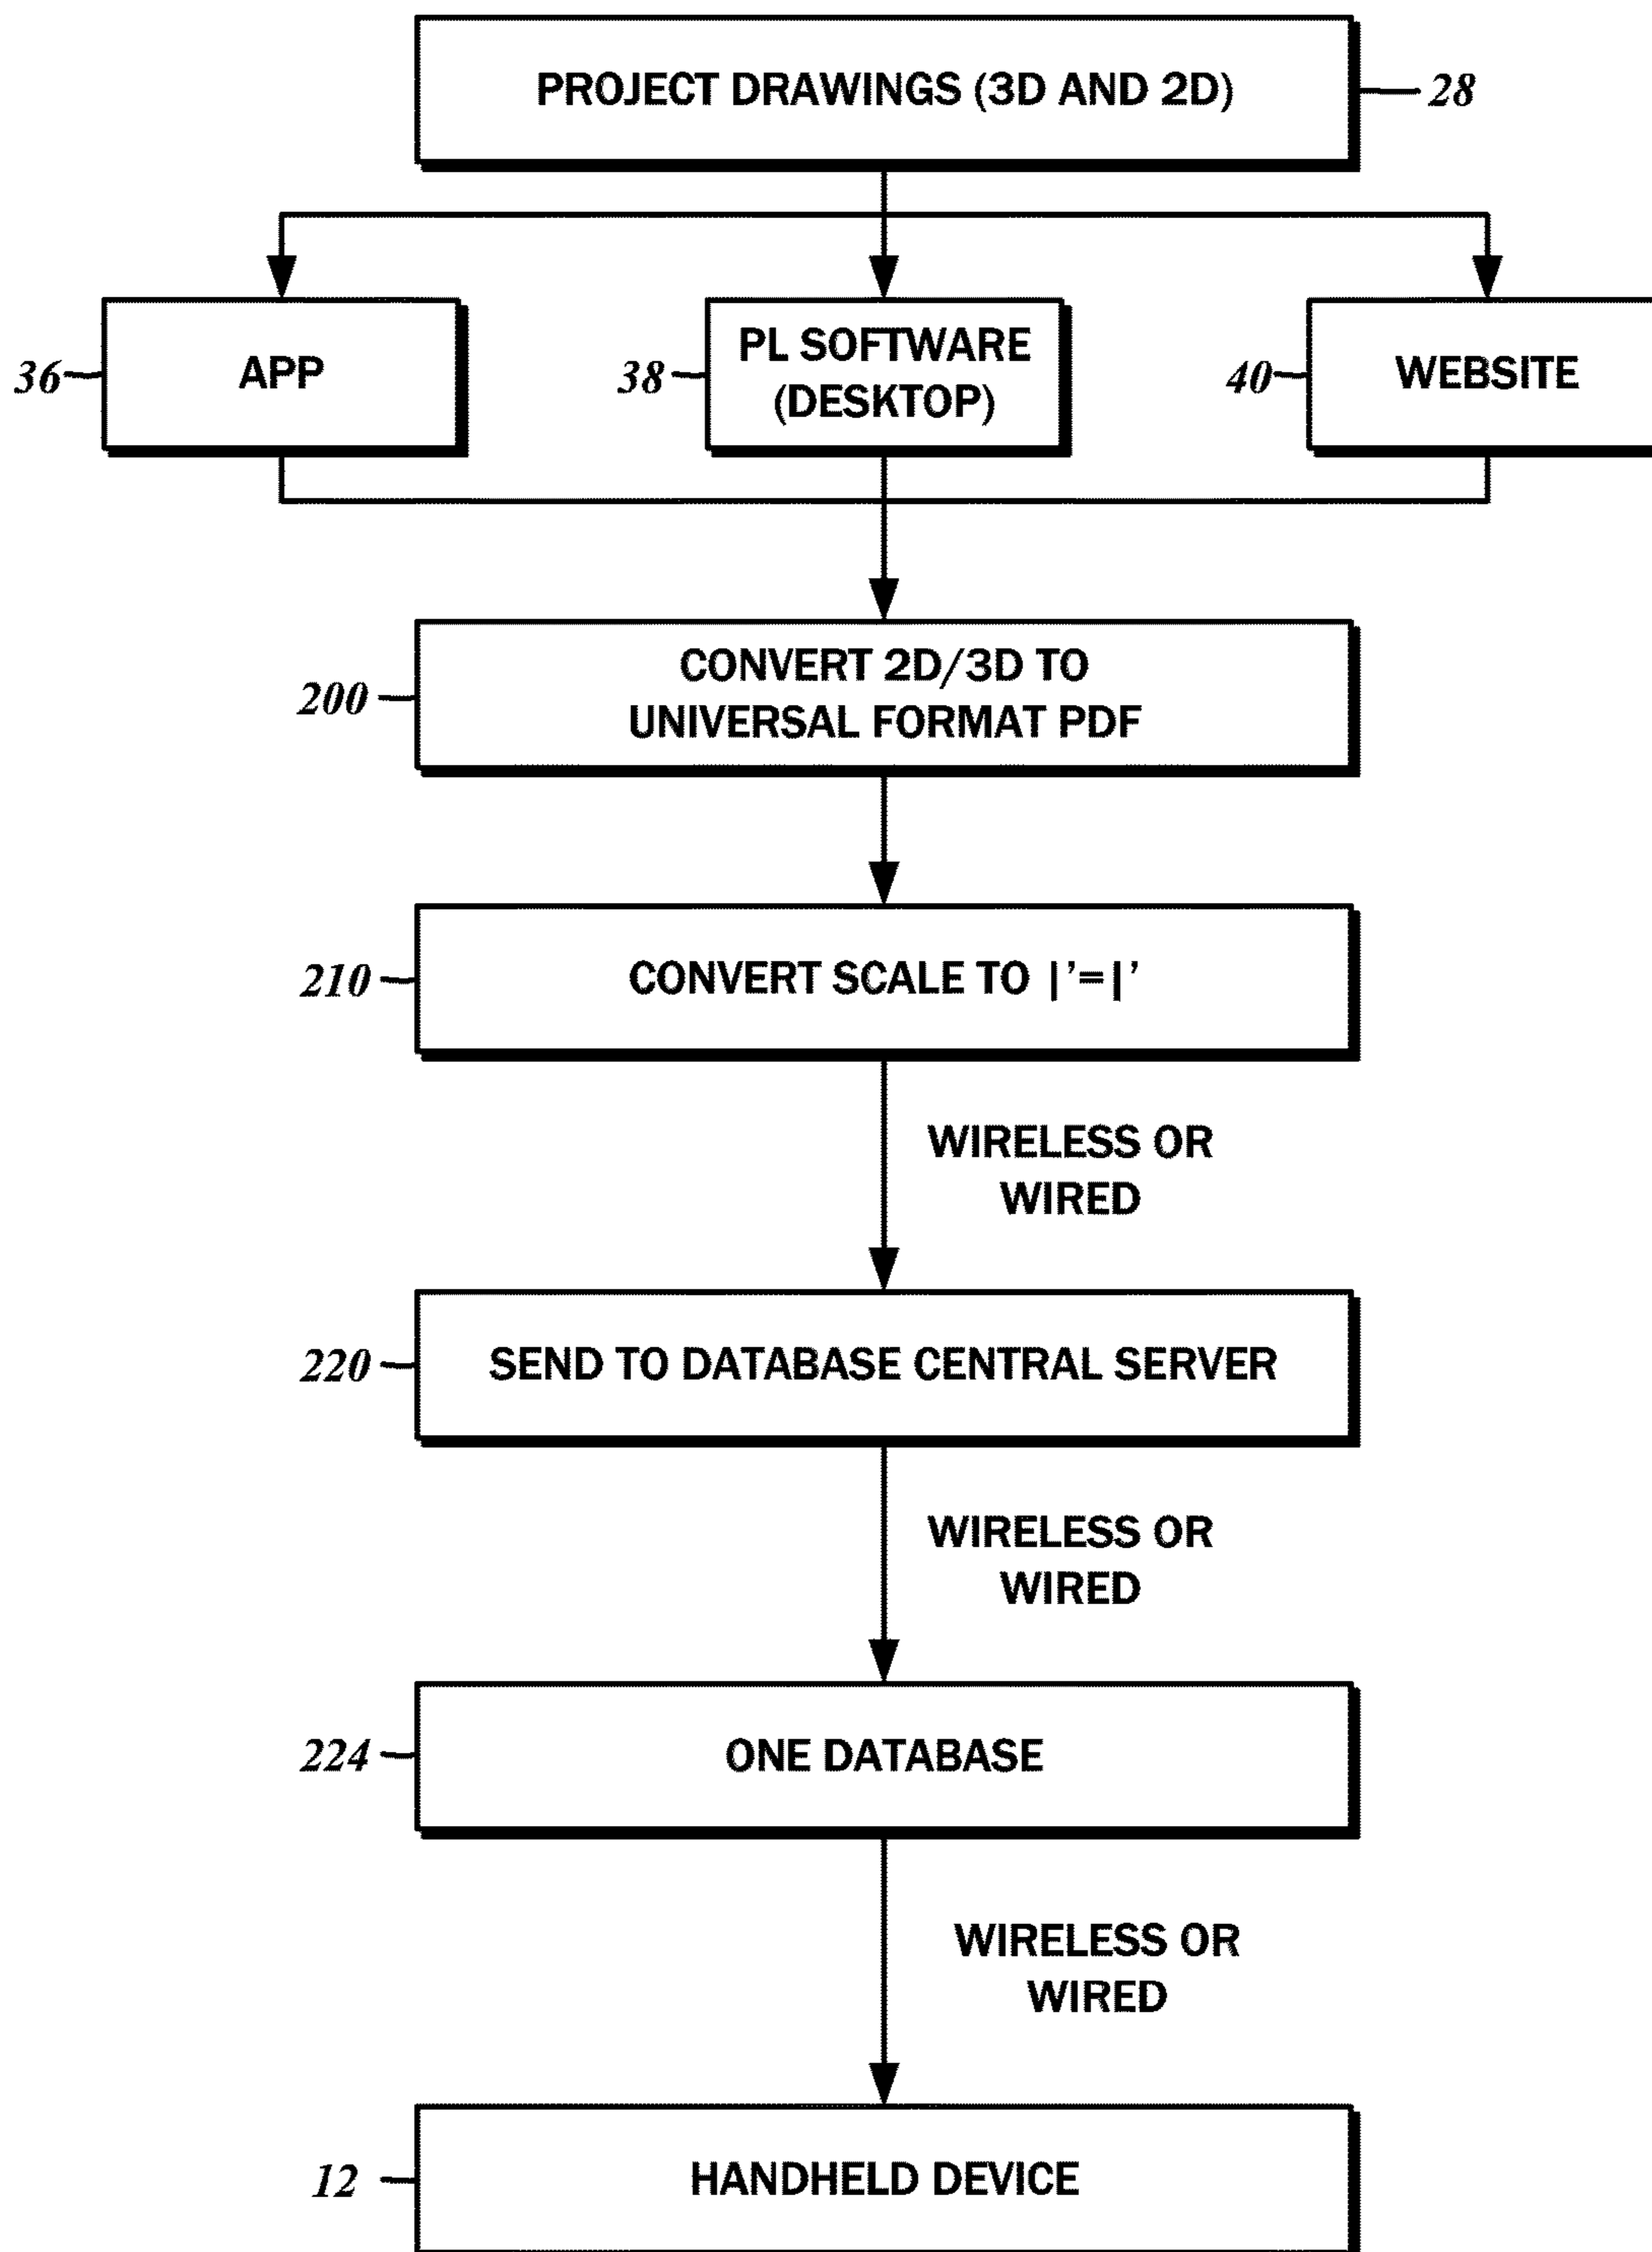 PROJECT DRAWINGS (3D AND 2D)
28
36
APP
38
PL SOFTWARE
(DESKTOP)
40
WEBSITE
200
CONVERT 2D/3D TO
UNIVERSAL FORMAT PDF
210
CONVERT SCALE TO |’=|’
WIRELESS OR
WIRED
220
SEND TO DATABASE CENTRAL SERVER
WIRELESS OR
WIRED
224
ONE DATABASE
WIRELESS OR
WIRED
12
HANDHELD DEVICE